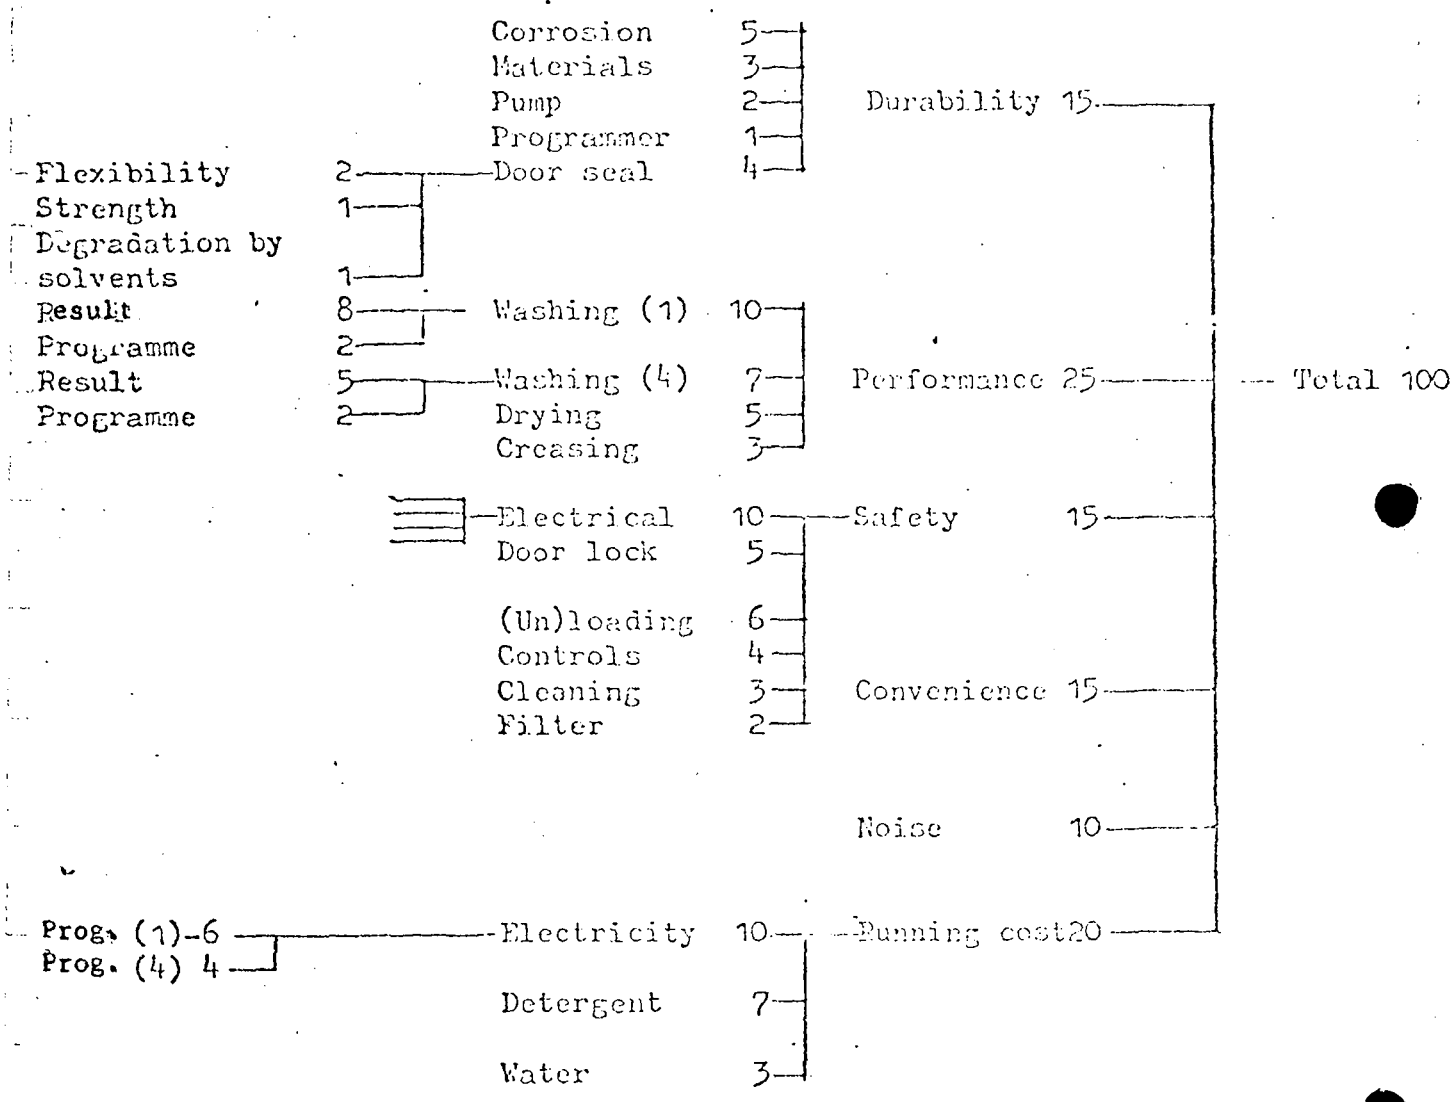 Corrosion 5
Materials 3
Pump 2 Durability 15
Programmer 1
Flexibility 2 Door seal 4
Strength 1
Degradation by
solvents 1
Result 8 Washing (1) 10
Programme 2
Result 5 Washing (4) 7 Performance 25 Total 100
Programme 2 Drying 5
Creasing 3
Electrical 10 Safety 15
Door lock 5
(Un)loading 6
Controls 4
Cleaning 3 Convenience 15
Filter 2
Noise 10
Prog. (1) 6 Electricity 10 Running cost 20
Prog. (4) 4
Detergent 7
Water 3